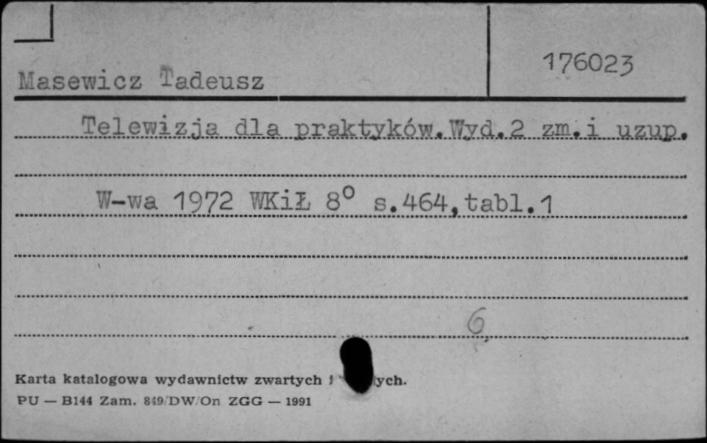 176023
Masewicz Tadeusz
Telewizja dla praktyków.Wyd.2 zm.i uzup.
W-wa 1972 WKiŁ 8° s.464,tabl.1
6
Karta katalogowa wydawnictw zwartych i ych.
PU — B144 Zam. 849/DW/On ZGG — 1991